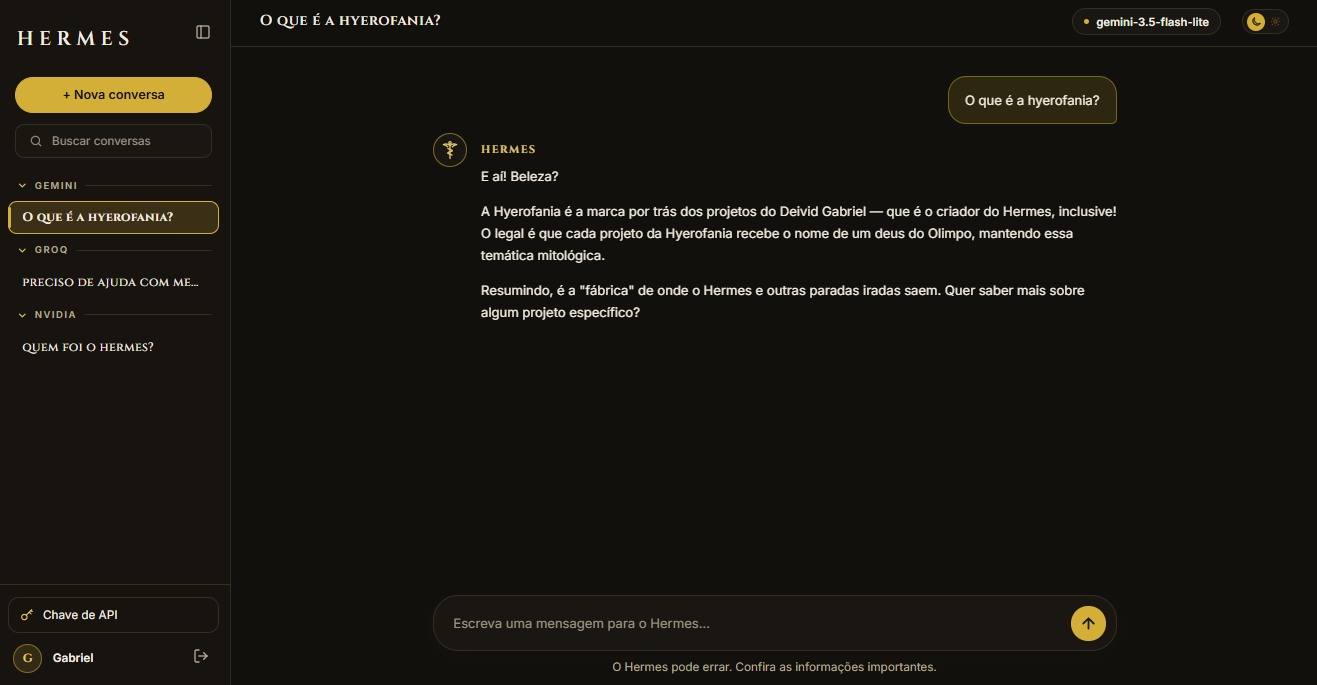 HERMES
+ Nova conversa
Buscar conversas
GEMINI
O QUE É A HYEROFANIA?
GROQ
PRECISO DE AJUDA COM ME...
NVIDIA
QUEM FOI O HERMES?
Chave de API
G
Gabriel
O QUE É A HYEROFANIA?
gemini-3.5-flash-lite
O que é a hyerofania?
HERMES
E aí! Beleza?
A Hyerofania é a marca por trás dos projetos do Deivid Gabriel — que é o criador do Hermes, inclusive!
O legal é que cada projeto da Hyerofania recebe o nome de um deus do Olimpo, mantendo essa
temática mitológica.
Resumindo, é a "fábrica" de onde o Hermes e outras paradas iradas saem. Quer saber mais sobre
algum projeto específico?
Escreva uma mensagem para o Hermes...
O Hermes pode errar. Confira as informações importantes.